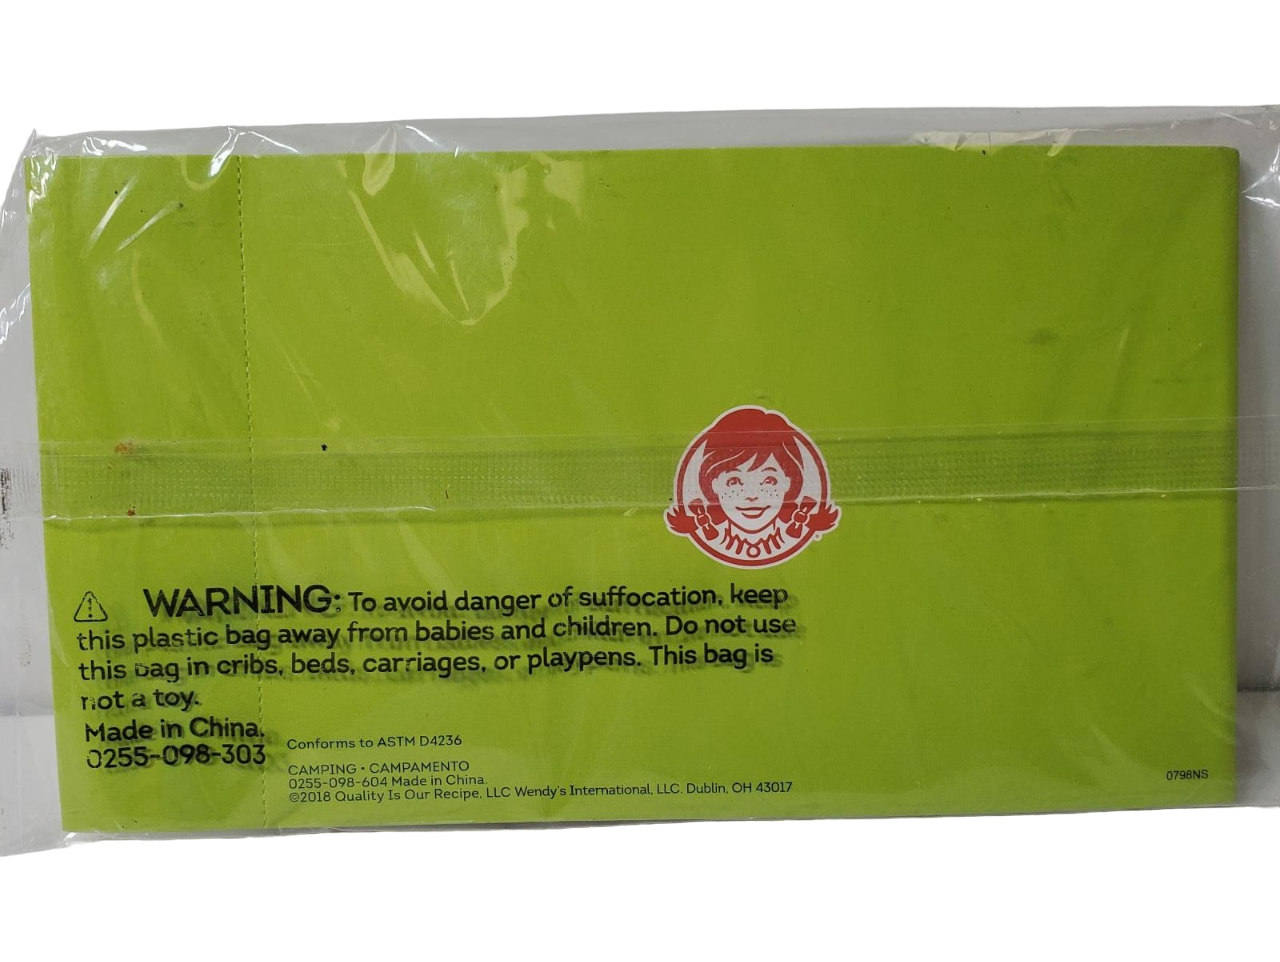 WARNING: To avoid danger of suffocation, keep
this plastic bag away from babies and children. Do not use
this bag in cribs, beds, carriages, or playpens. This bag is
not a toy.
Made in China.
0255-098-303
Conforms to ASTM D4236
CAMPING • CAMPAMENTO
0255-098-604 Made in China.
©2018 Quality Is Our Recipe, LLC Wendy's International, LLC. Dublin, OH 43017
0798NS